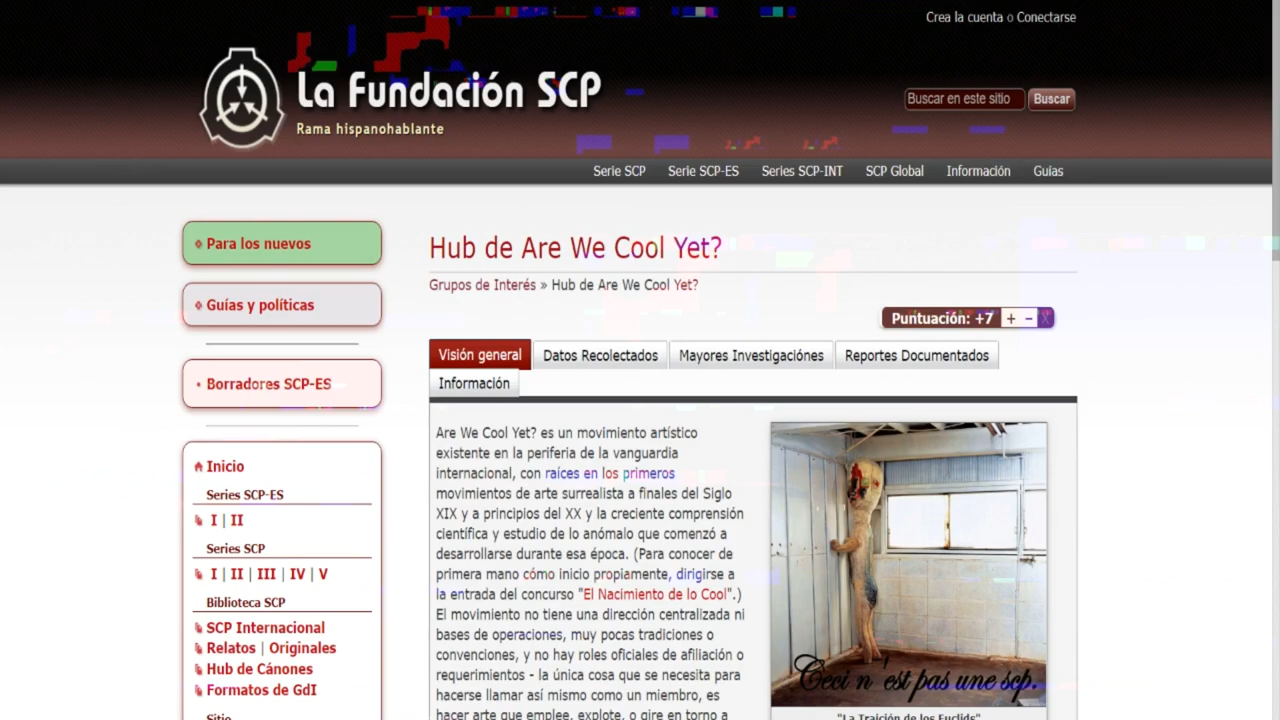 Crea la cuenta o Conectarse
La Fundación SCP
Rama hispanohablante
Buscar en este sitio
Buscar
Serie SCP
Serie SCP-ES
Series SCP-INT
SCP Global
Información
Guías
Para los nuevos
Guías y políticas
Borradores SCP-ES
Inicio
Series SCP-ES
I | II
Series SCP
I | II | III | IV | V
Biblioteca SCP
SCP Internacional
Relatos | Originales
Hub de Cánones
Formatos de GdI
Sitio
Hub de Are We Cool Yet?
Grupos de Interés » Hub de Are We Cool Yet?
Puntuación: +7 + – X
Visión general
Datos Recolectados
Mayores Investigaciónes
Reportes Documentados
Información
Are We Cool Yet? es un movimiento artístico
existente en la periferia de la vanguardia
internacional, con raíces en los primeros
movimientos de arte surrealista a finales del Siglo
XIX y a principios del XX y la creciente comprensión
científica y estudio de lo anómalo que comenzó a
desarrollarse durante esa época. (Para conocer de
primera mano cómo inicio propiamente, dirigirse a
la entrada del concurso "El Nacimiento de lo Cool".)
El movimiento no tiene una dirección centralizada ni
bases de operaciones, muy pocas tradiciones o
convenciones, y no hay roles oficiales de afiliación o
requerimientos - la única cosa que se necesita para
hacerse llamar así mismo como un miembro, es
hacer arte que emplee, explote, o gire en torno a
Ceci n'est pas une scp.
"La Traición de los Euclids"